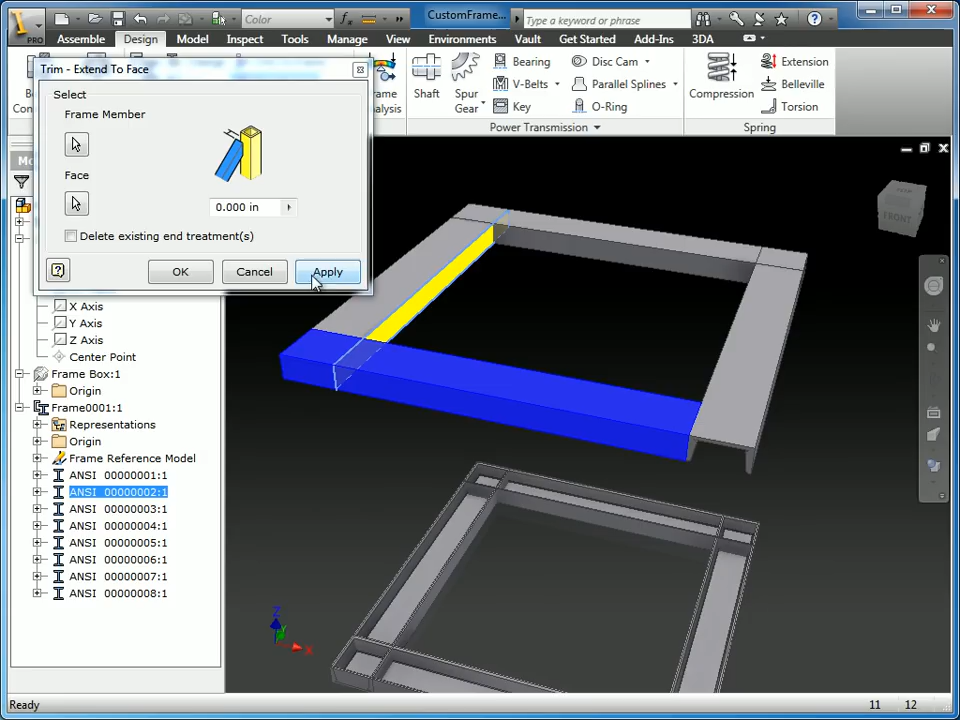 Color
CustomFrame...
Type a keyword or phrase
PRO
Assemble
Design
Model
Inspect
Tools
Manage
View
Environments
Vault
Get Started
Add-Ins
3DA
Shaft
Spur
Gear
Bearing
V-Belts
Key
Disc Cam
Parallel Splines
O-Ring
Power Transmission
Compression
Extension
Belleville
Torsion
Spring
Trim - Extend To Face
Select
Frame Member
Face
0.000 in
Delete existing end treatment(s)
OK
Cancel
Apply
X Axis
Y Axis
Z Axis
Center Point
Frame Box:1
Origin
Frame0001:1
Representations
Origin
Frame Reference Model
ANSI 00000001:1
ANSI 00000002:1
ANSI 00000003:1
ANSI 00000004:1
ANSI 00000005:1
ANSI 00000006:1
ANSI 00000007:1
ANSI 00000008:1
FRONT
Z
Y
X
Ready
11
12